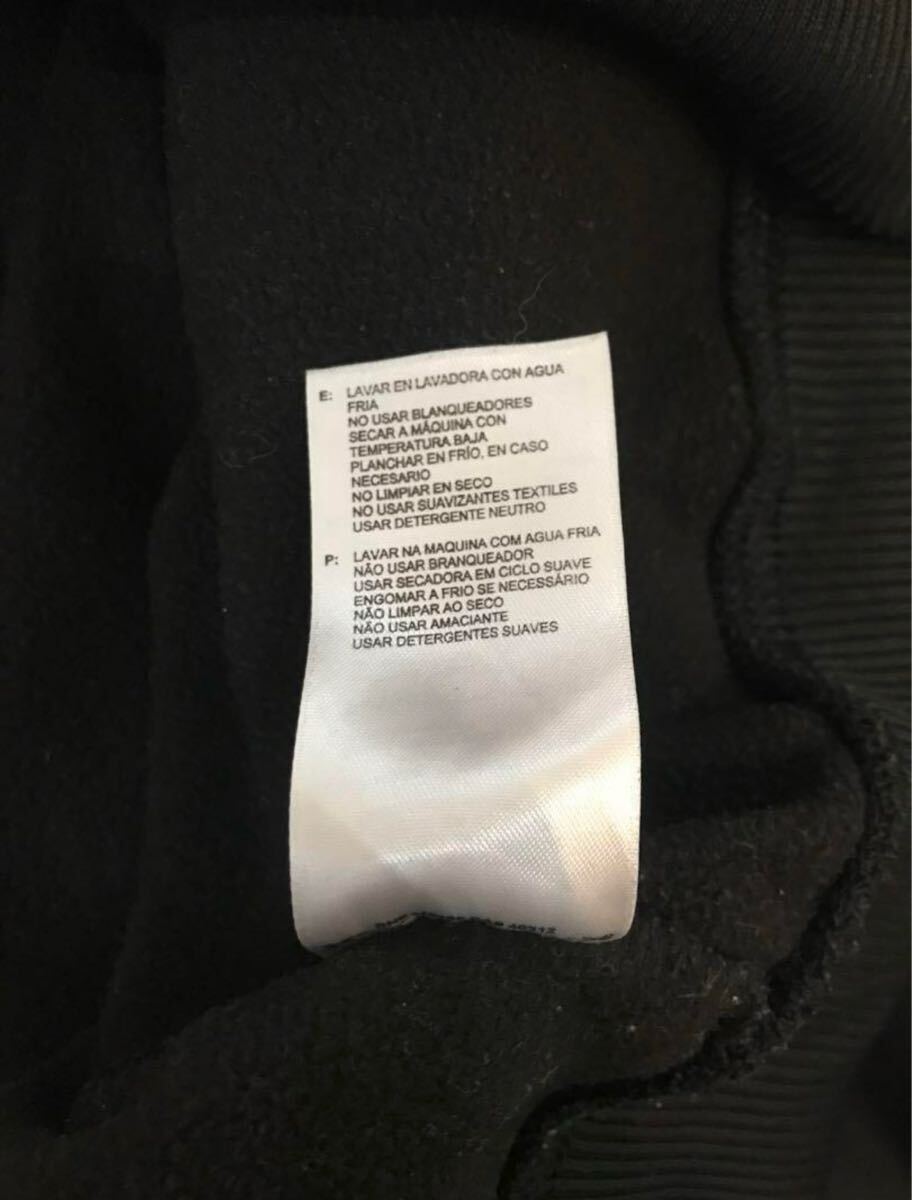 E: LAVAR EN LAVADORA CON AGUA
FRIA
NO USAR BLANQUEADORES
SECAR A MÁQUINA CON
TEMPERATURA BAJA
PLANCHAR EN FRÍO, EN CASO
NECESARIO
NO LIMPIAR EN SECO
NO USAR SUAVIZANTES TEXTILES
USAR DETERGENTE NEUTRO
P: LAVAR NA MAQUINA COM AGUA FRIA
NÃO USAR BRANQUEADOR
USAR SECADORA EM CICLO SUAVE
ENGOMAR A FRIO SE NECESSÁRIO
NÃO LIMPAR AO SECO
NÃO USAR AMACIANTE
USAR DETERGENTES SUAVES